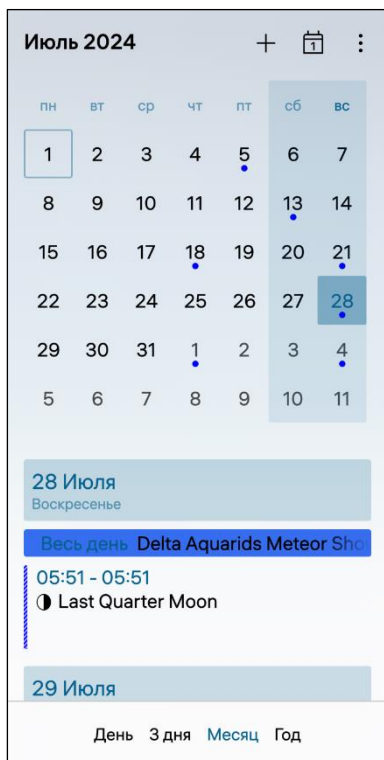 Июль 2024
1
пн вт ср чт пт сб вс
1 2 3 4 5 6 7
8 9 10 11 12 13 14
15 16 17 18 19 20 21
22 23 24 25 26 27 28
29 30 31 1 2 3 4
5 6 7 8 9 10 11
28 Июля
Воскресенье
Весь день Delta Aquarids Meteor Sho
05:51 - 05:51
Last Quarter Moon
29 Июля
День 3 дня Месяц Год